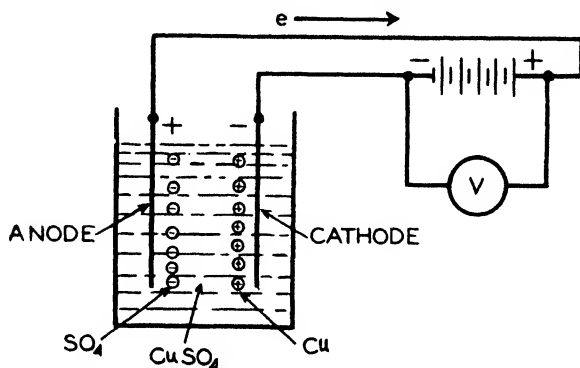 e
- +
+ -
V
ANODE CATHODE
SO4 CuSO4 Cu